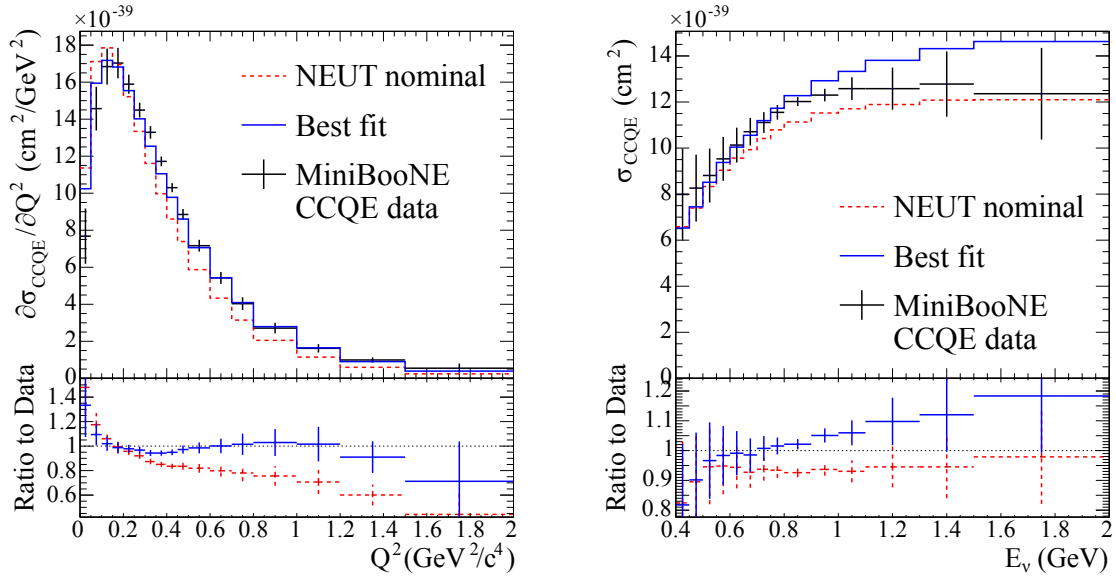 ×10⁻³⁹
∂σ_CCQE/∂Q² (cm²/GeV²)
18
16
14
12
10
8
6
4
2
0
NEUT nominal
Best fit
MiniBooNE
CCQE data
Ratio to Data
1.4
1.2
1
0.8
0.6
0 0.2 0.4 0.6 0.8 1 1.2 1.4 1.6 1.8 2
Q² (GeV²/c⁴)
×10⁻³⁹
σ_CCQE (cm²)
14
12
10
8
6
4
2
0
NEUT nominal
Best fit
MiniBooNE
CCQE data
Ratio to Data
1.2
1.1
1
0.9
0.8
0.4 0.6 0.8 1 1.2 1.4 1.6 1.8 2
E_ν (GeV)